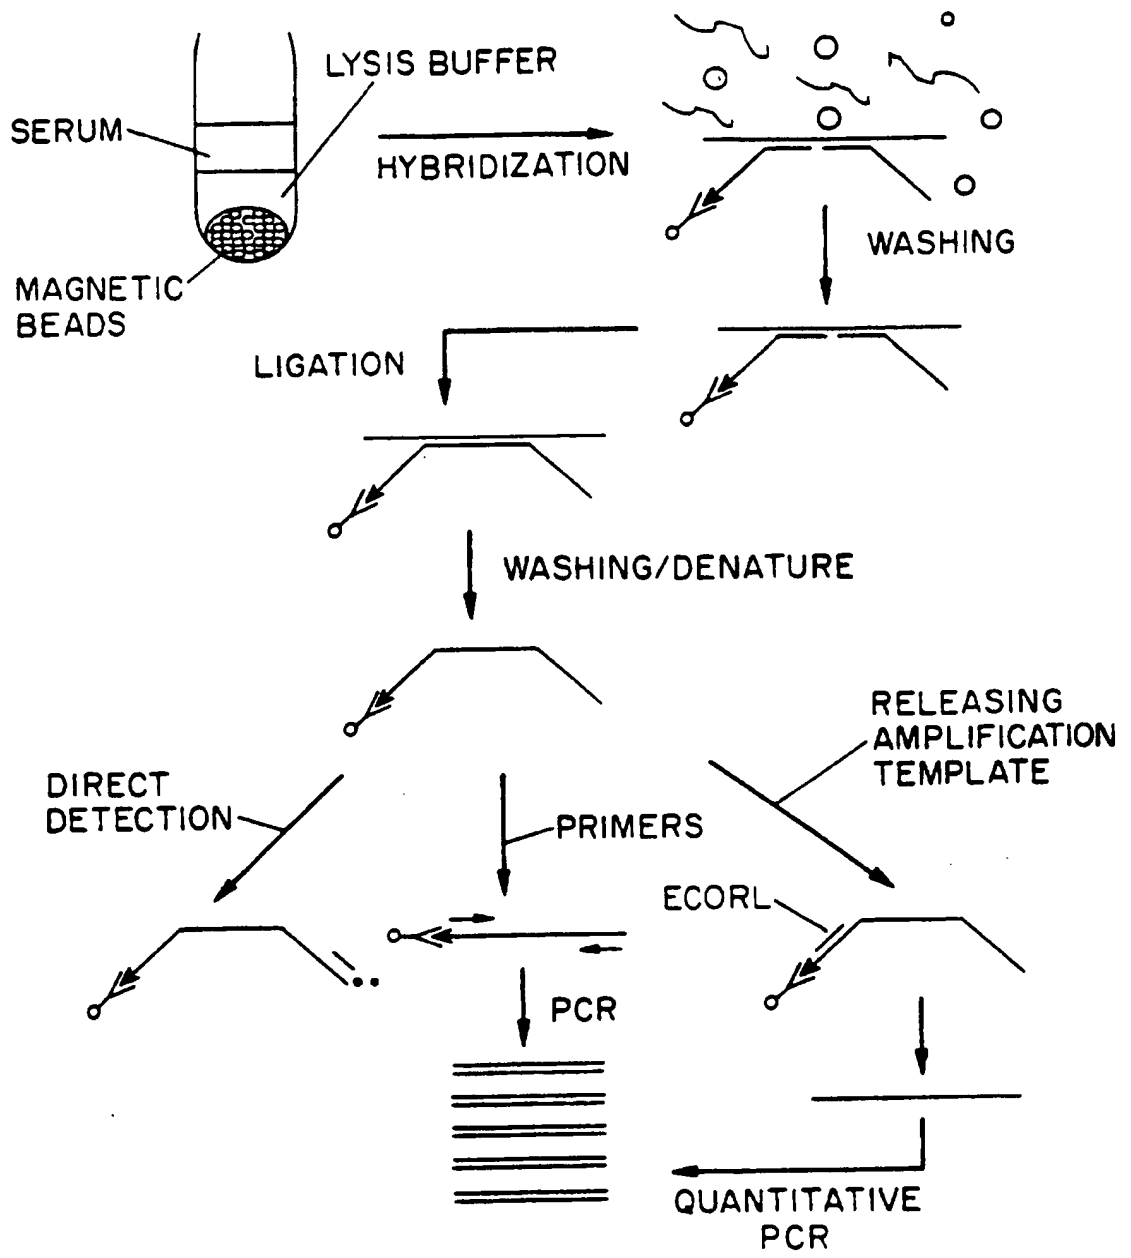 LYSIS BUFFER
SERUM
HYBRIDIZATION
WASHING
MAGNETIC
BEADS
LIGATION
WASHING/DENATURE
RELEASING
AMPLIFICATION
TEMPLATE
DIRECT
DETECTION
PRIMERS
ECORL
PCR
QUANTITATIVE
PCR